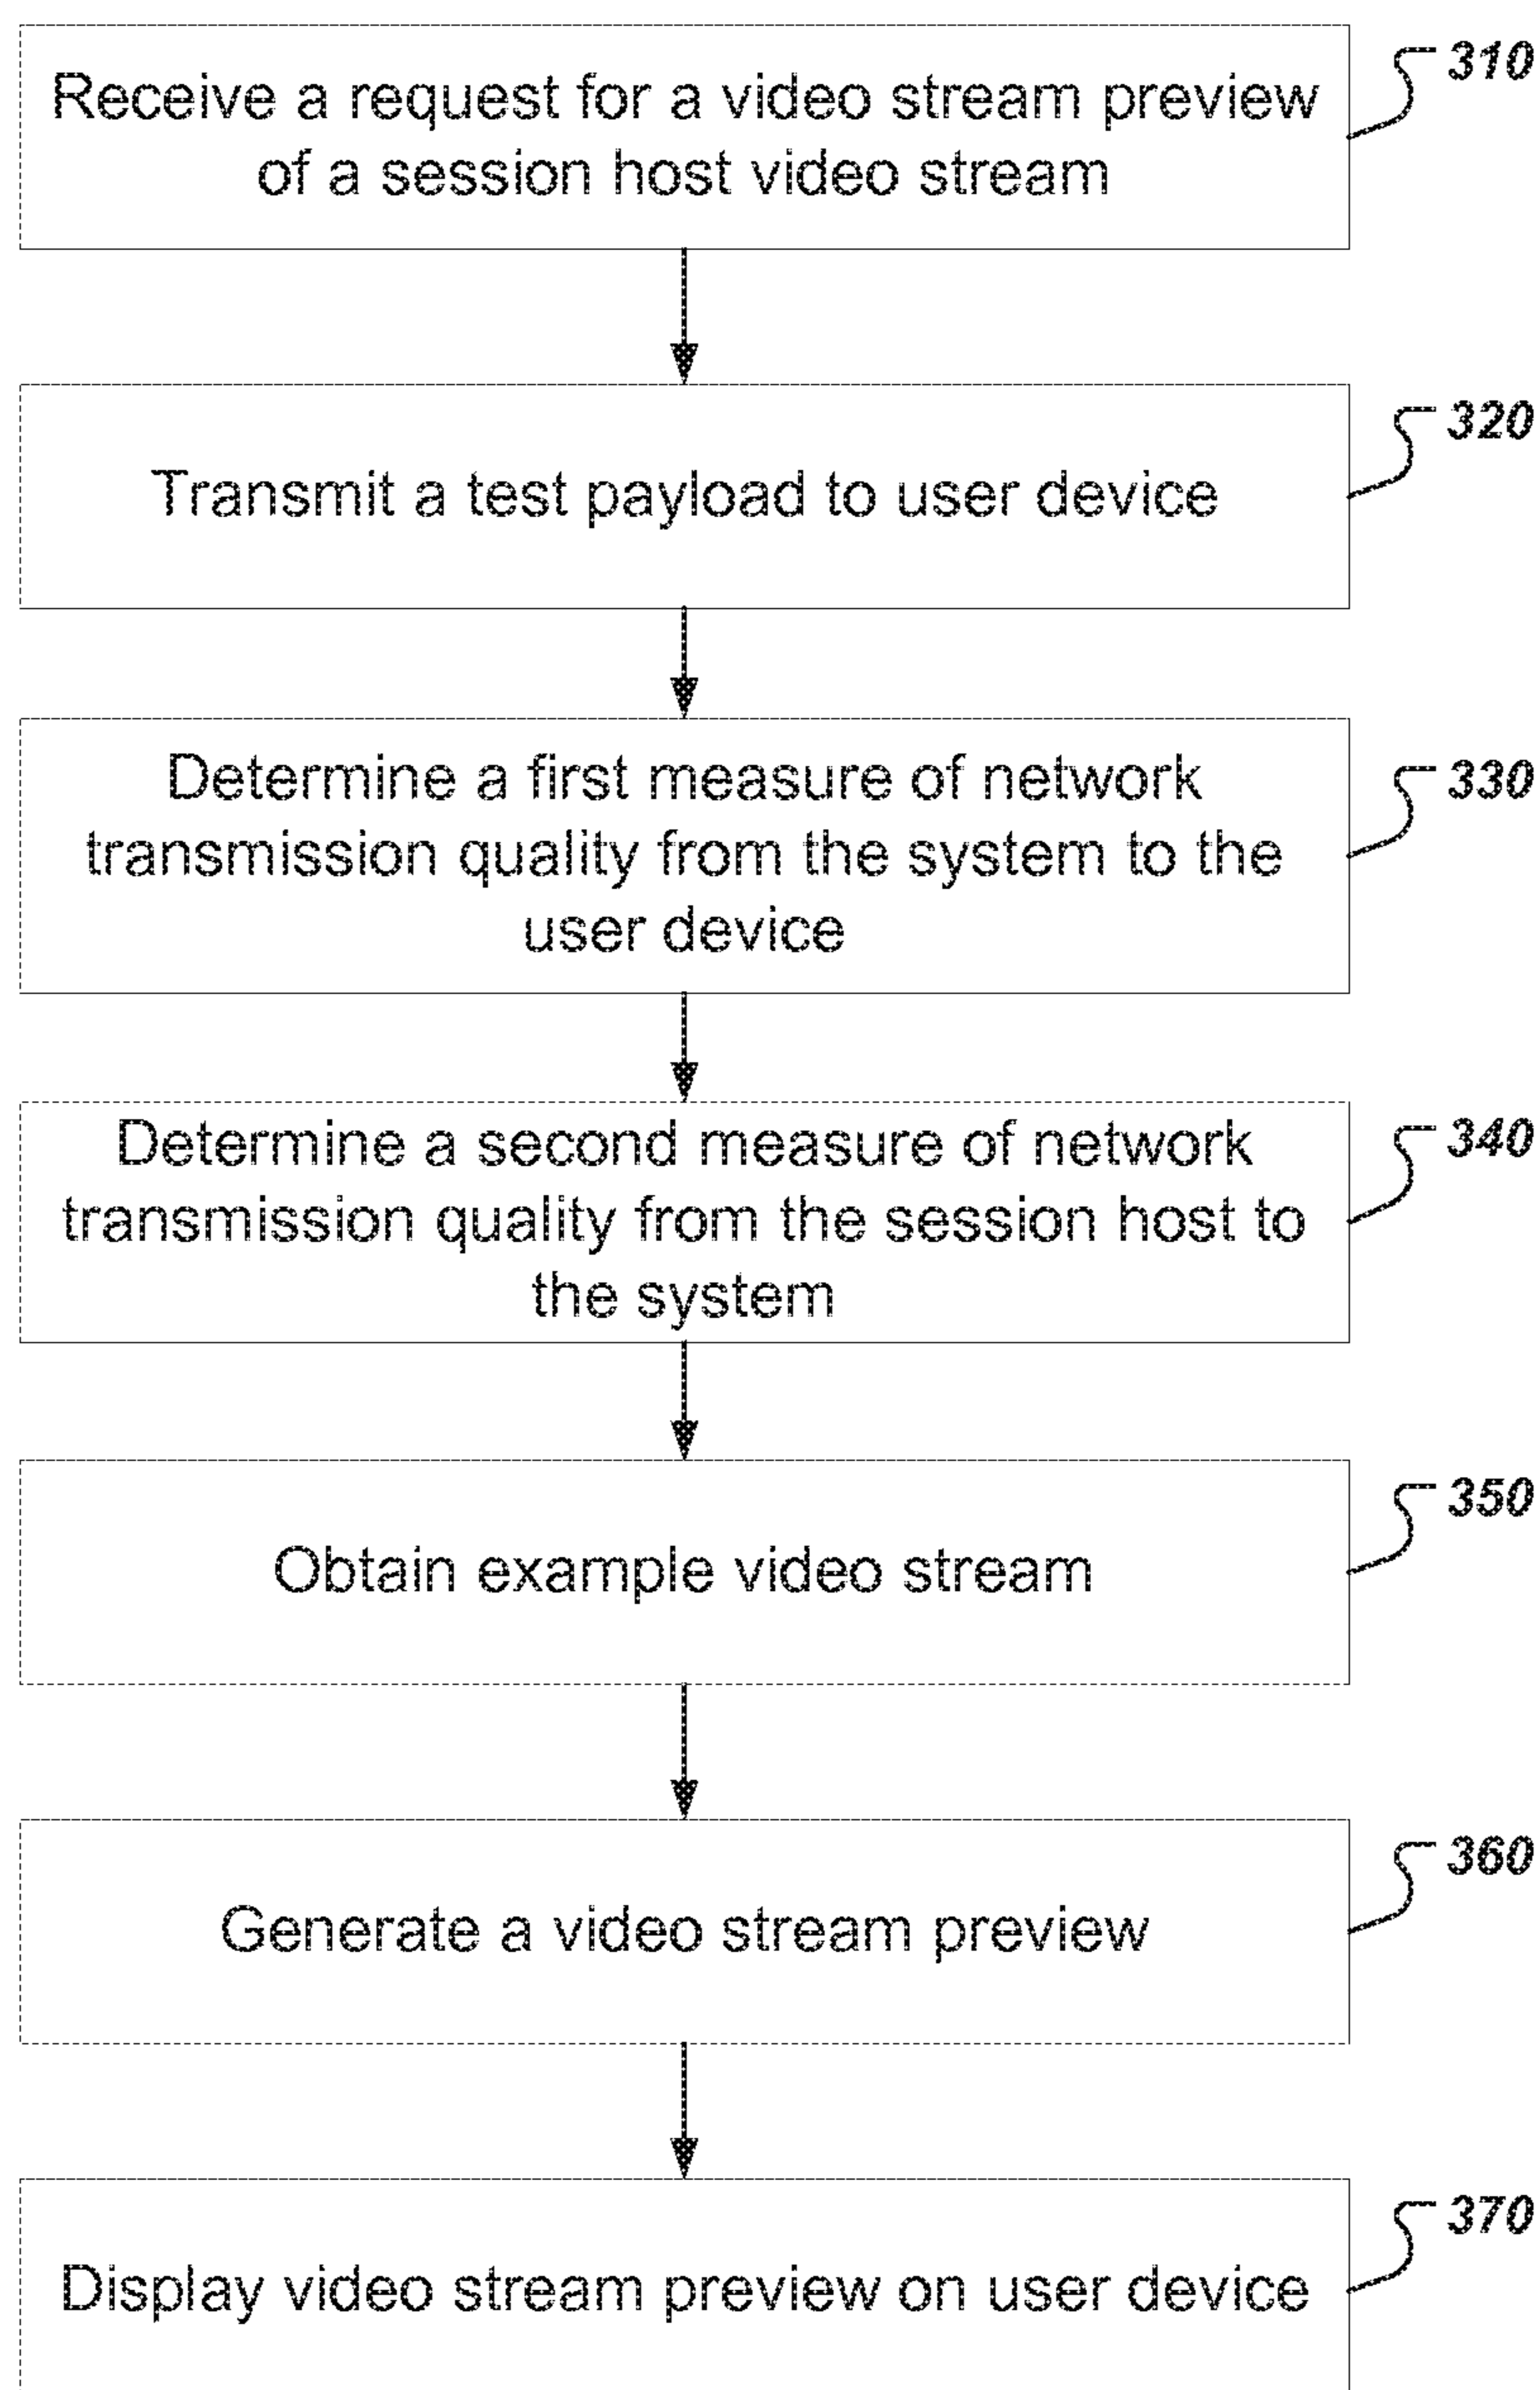 Receive a request for a video stream preview
of a session host video stream
310
Transmit a test payload to user device
320
Determine a first measure of network
transmission quality from the system to the
user device
330
Determine a second measure of network
transmission quality from the session host to
the system
340
Obtain example video stream
350
Generate a video stream preview
360
Display video stream preview on user device
370